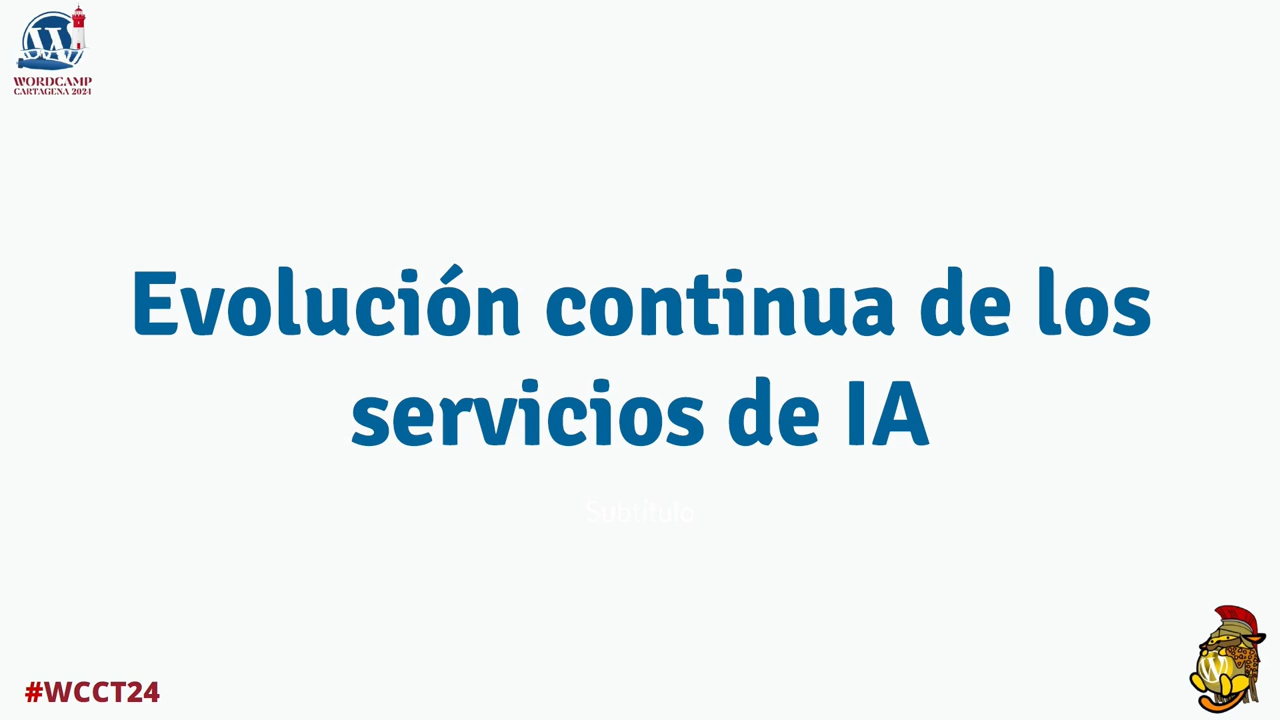 WORDCAMP
CARTAGENA 2024
Evolución continua de los
servicios de IA
Subtítulo
#WCCT24